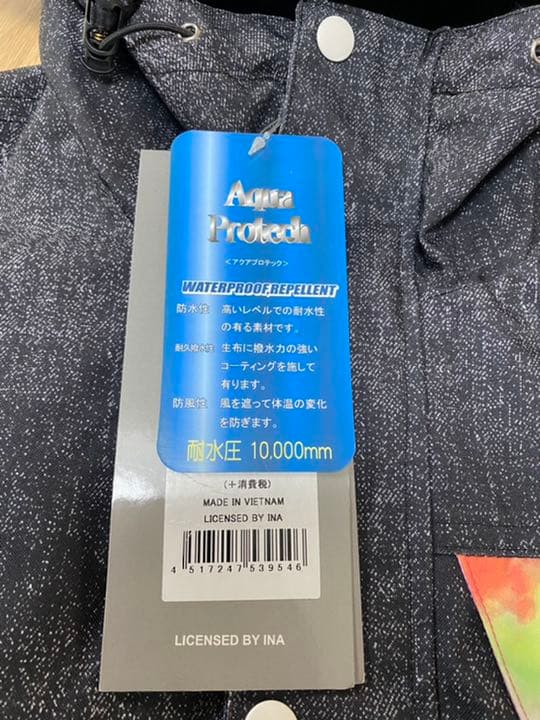 Aqua
Protech
<アクアプロテック>
WATERPROOF,REPELLENT
防水性 高いレベルでの耐水性
の有る素材です。
耐久撥水性 生布に撥水力の強い
コーティングを施して
有ります。
防風性 風を遮って体温の変化
を防ぎます。
耐水圧 10.000mm
(+消費税)
MADE IN VIETNAM
LICENSED BY INA
4 517247 539546
LICENSED BY INA